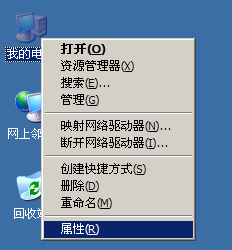 我的电
打开(O)
资源管理器(X)
搜索(E)...
管理(G)
网上邻
映射网络驱动器(N)...
断开网络驱动器(I)...
创建快捷方式(S)
删除(D)
重命名(M)
回收站
属性(R)